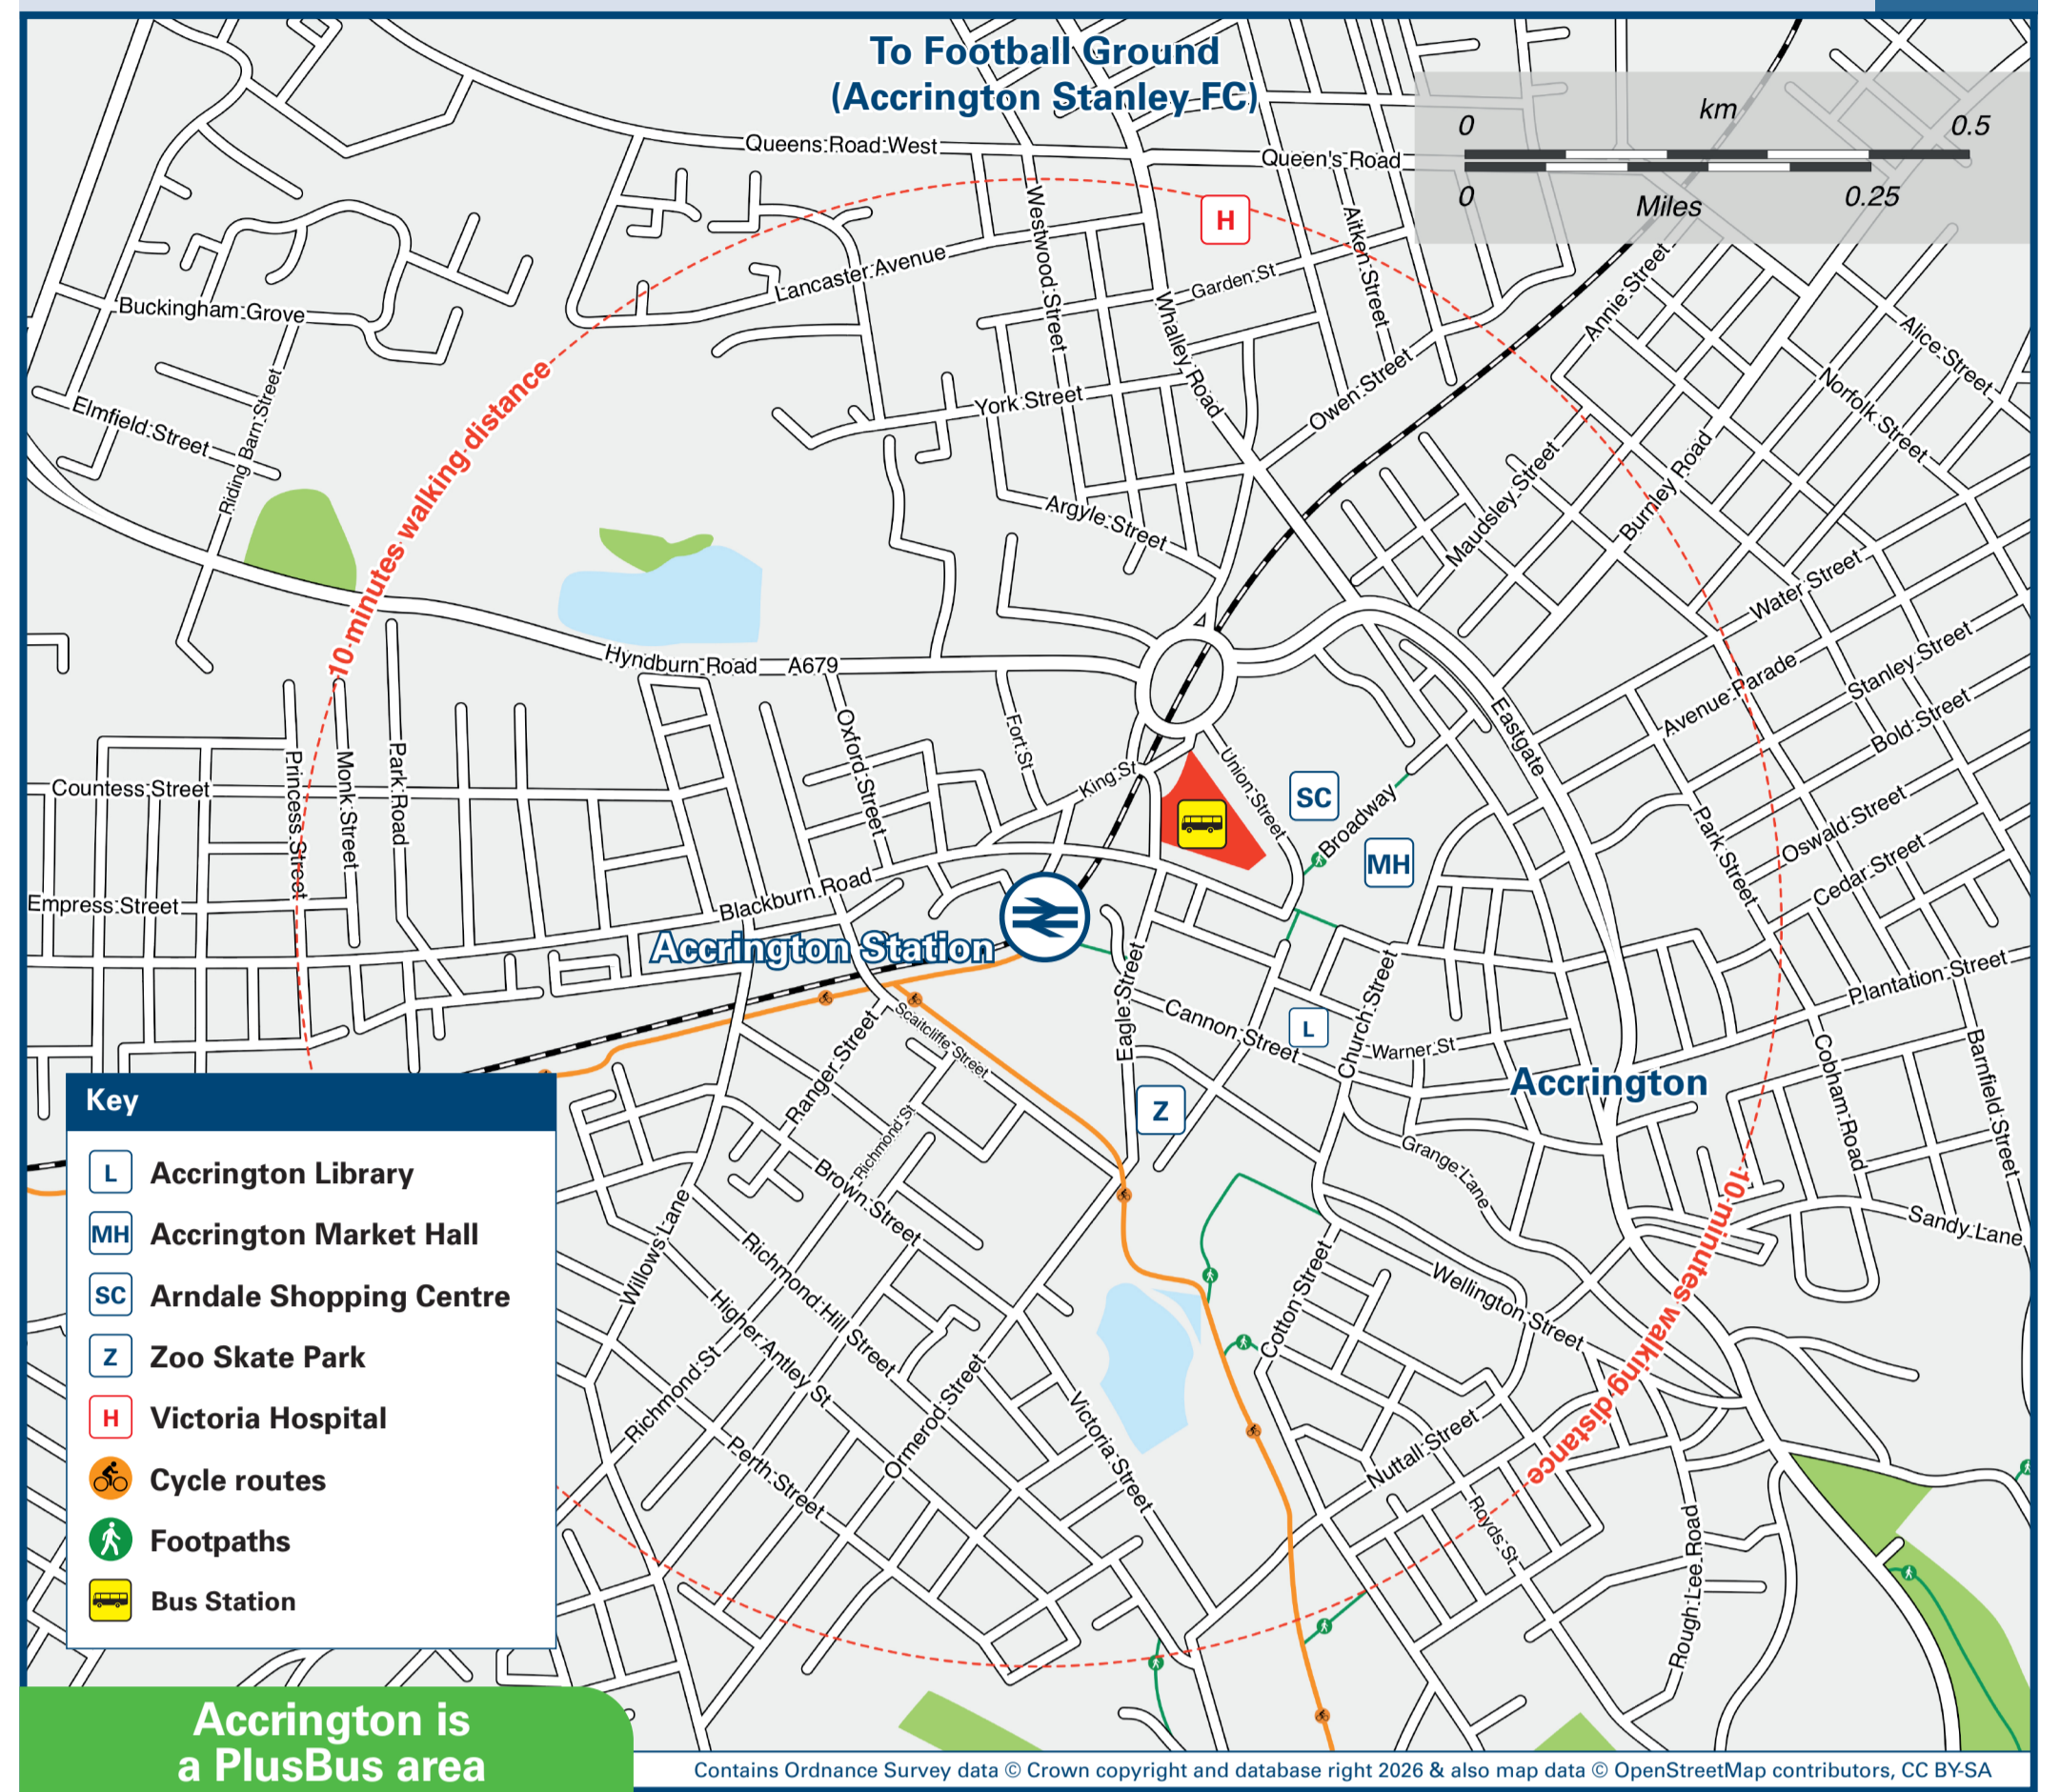 To Football Ground
(Accrington Stanley FC)
km
0
0.5
0
Miles
0.25
Queens Road West
Queen's Road
H
Westwood Street
Aitken Street
Lancaster Avenue
Garden St
Whalley Road
Annie Street
Alice Street
Buckingham Grove
Norfolk Street
Owen Street
York Street
Elmfield Street
Riding Barn Street
10 minutes walking distance
Argyle Street
Maudsley Street
Burnley Road
Water Street
Hyndburn Road
A679
Avenue Parade
Stanley Street
Bold Street
Eastgate
Oxford Street
Fort St
King St
Union Street
SC
Broadway
MH
Princess Street
Monk Street
Park Road
Countess Street
Park Street
Oswald Street
Cedar Street
Empress Street
Blackburn Road
Accrington Station
Eagle Street
Plantation Street
Cannon Street
L
Church Street
Warner St
Scaitcliffe Street
Ranger Street
Richmond St
Accrington
Z
Cobham Road
Barnfield Street
Grange Lane
Brown Street
Willows Lane
Sandy Lane
10 minutes walking distance
Richmond Hill Street
Higher Antley St
Cotton Street
Wellington Street
Richmond St
Ormerod Street
Victoria Street
Perth Street
Nuttall Street
Royds St
Rough Lee Road
Key
L Accrington Library
MH Accrington Market Hall
SC Arndale Shopping Centre
Z Zoo Skate Park
H Victoria Hospital
Cycle routes
Footpaths
Bus Station
Accrington is
a PlusBus area
Contains Ordnance Survey data © Crown copyright and database right 2026 & also map data © OpenStreetMap contributors, CC BY-SA